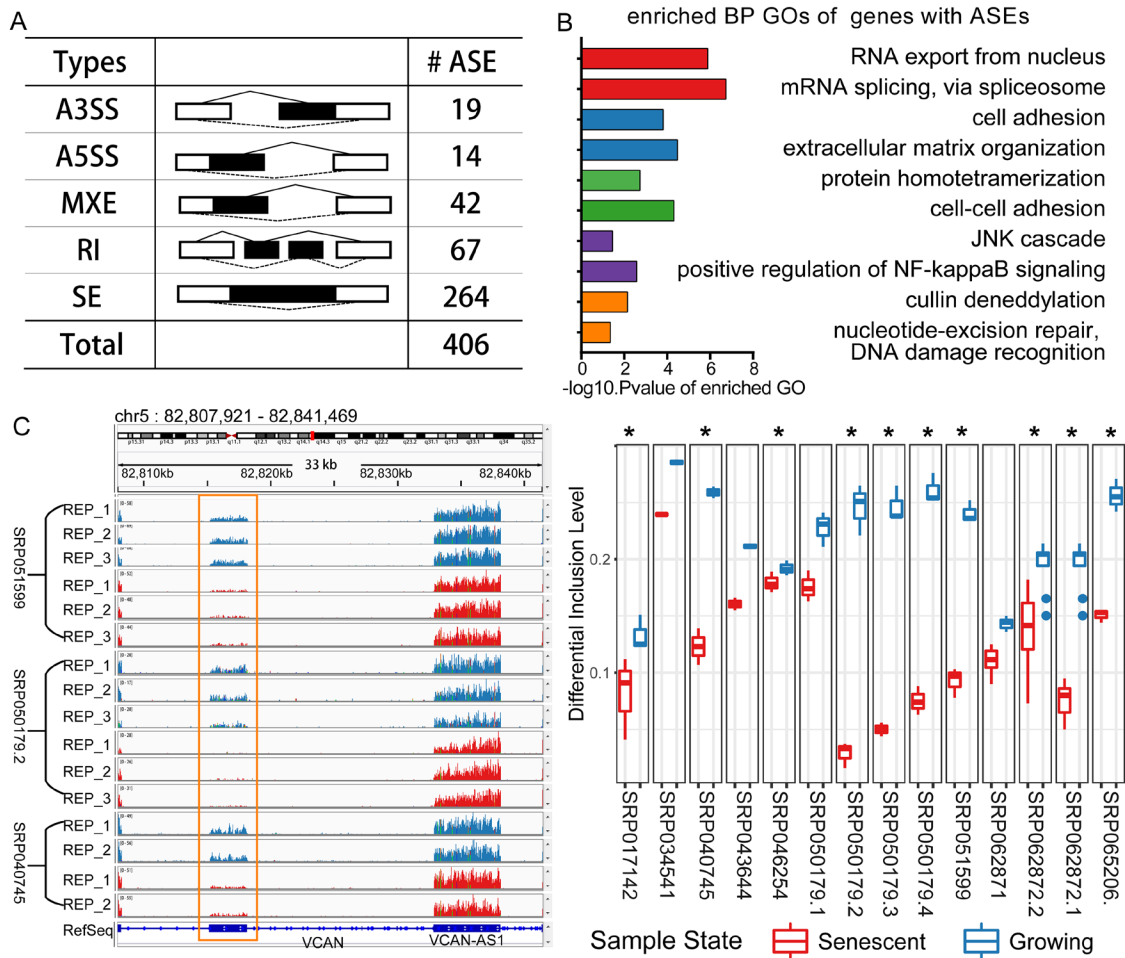 A
Types # ASE
A3SS 19
A5SS 14
MXE 42
RI 67
SE 264
Total 406
B
enriched BP GOs of genes with ASEs
RNA export from nucleus
mRNA splicing, via spliceosome
cell adhesion
extracellular matrix organization
protein homotetramerization
cell-cell adhesion
JNK cascade
positive regulation of NF-kappaB signaling
cullin deneddylation
nucleotide-excision repair,
DNA damage recognition
0 2 4 6 8
-log10.Pvalue of enriched GO
C
chr5 : 82,807,921 - 82,841,469
33 kb
82,810kb 82,820kb 82,830kb 82,840kb
SRP051599
REP_1
REP_2
REP_3
REP_1
REP_2
REP_3
SRP050179.2
REP_1
REP_2
REP_3
REP_1
REP_2
REP_3
SRP040745
REP_1
REP_2
REP_1
REP_2
RefSeq
VCAN VCAN-AS1
* * * * * * * * * *
Differential Inclusion Level
0.2
0.1
SRP017142
SRP034541
SRP040745
SRP043644
SRP046254
SRP050179.1
SRP050179.2
SRP050179.3
SRP050179.4
SRP051599
SRP062871
SRP062872.2
SRP062872.1
SRP065206.
Sample State Senescent Growing